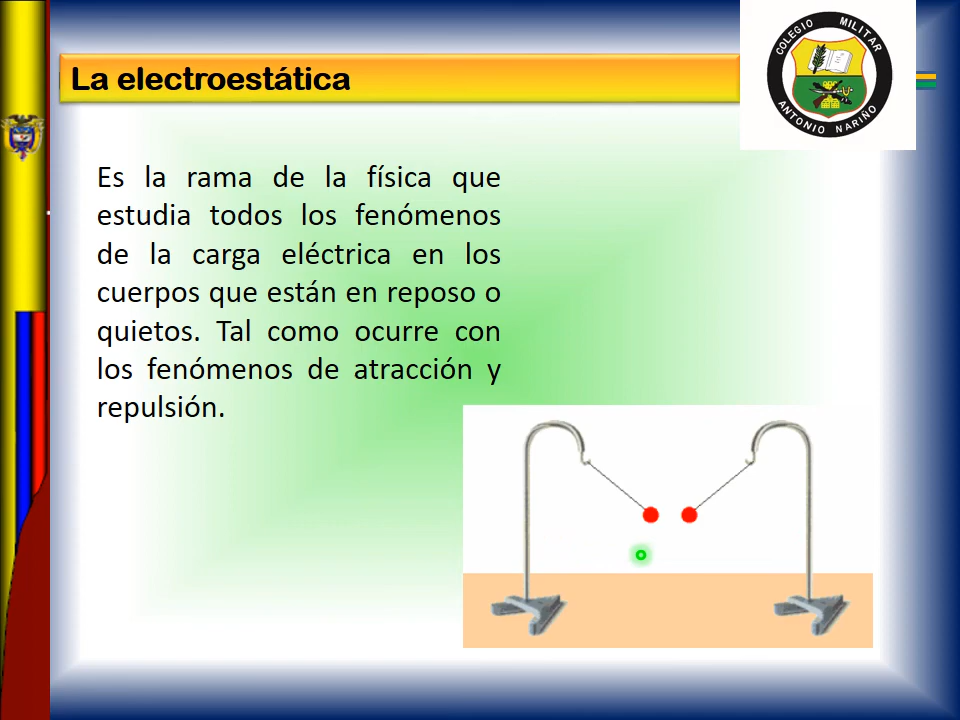 La electroestática
COLEGIO MILITAR
ANTONIO NARIÑO
Es la rama de la física que
estudia todos los fenómenos
de la carga eléctrica en los
cuerpos que están en reposo o
quietos. Tal como ocurre con
los fenómenos de atracción y
repulsión.